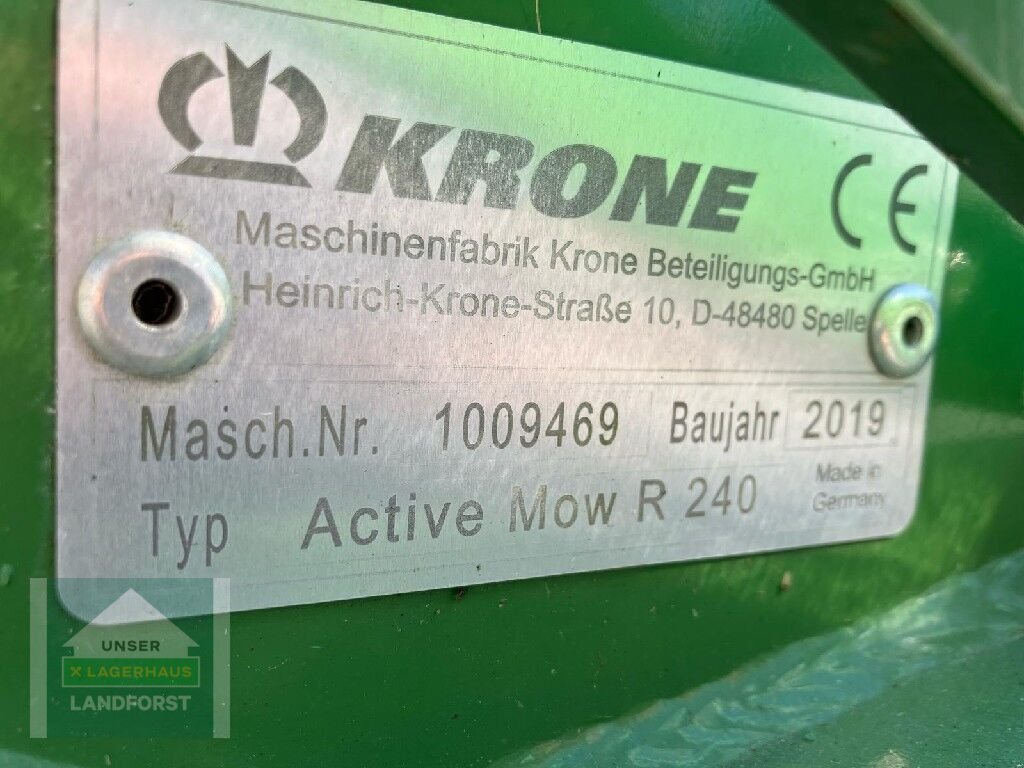 KRONE
CE
Maschinenfabrik Krone Beteiligungs-GmbH
Heinrich-Krone-Straße 10, D-48480 Spelle
Masch.Nr. 1009469 Baujahr 2019
Typ Active Mow R 240
Made in
Germany
UNSER
X LAGERHAUS
LANDFORST